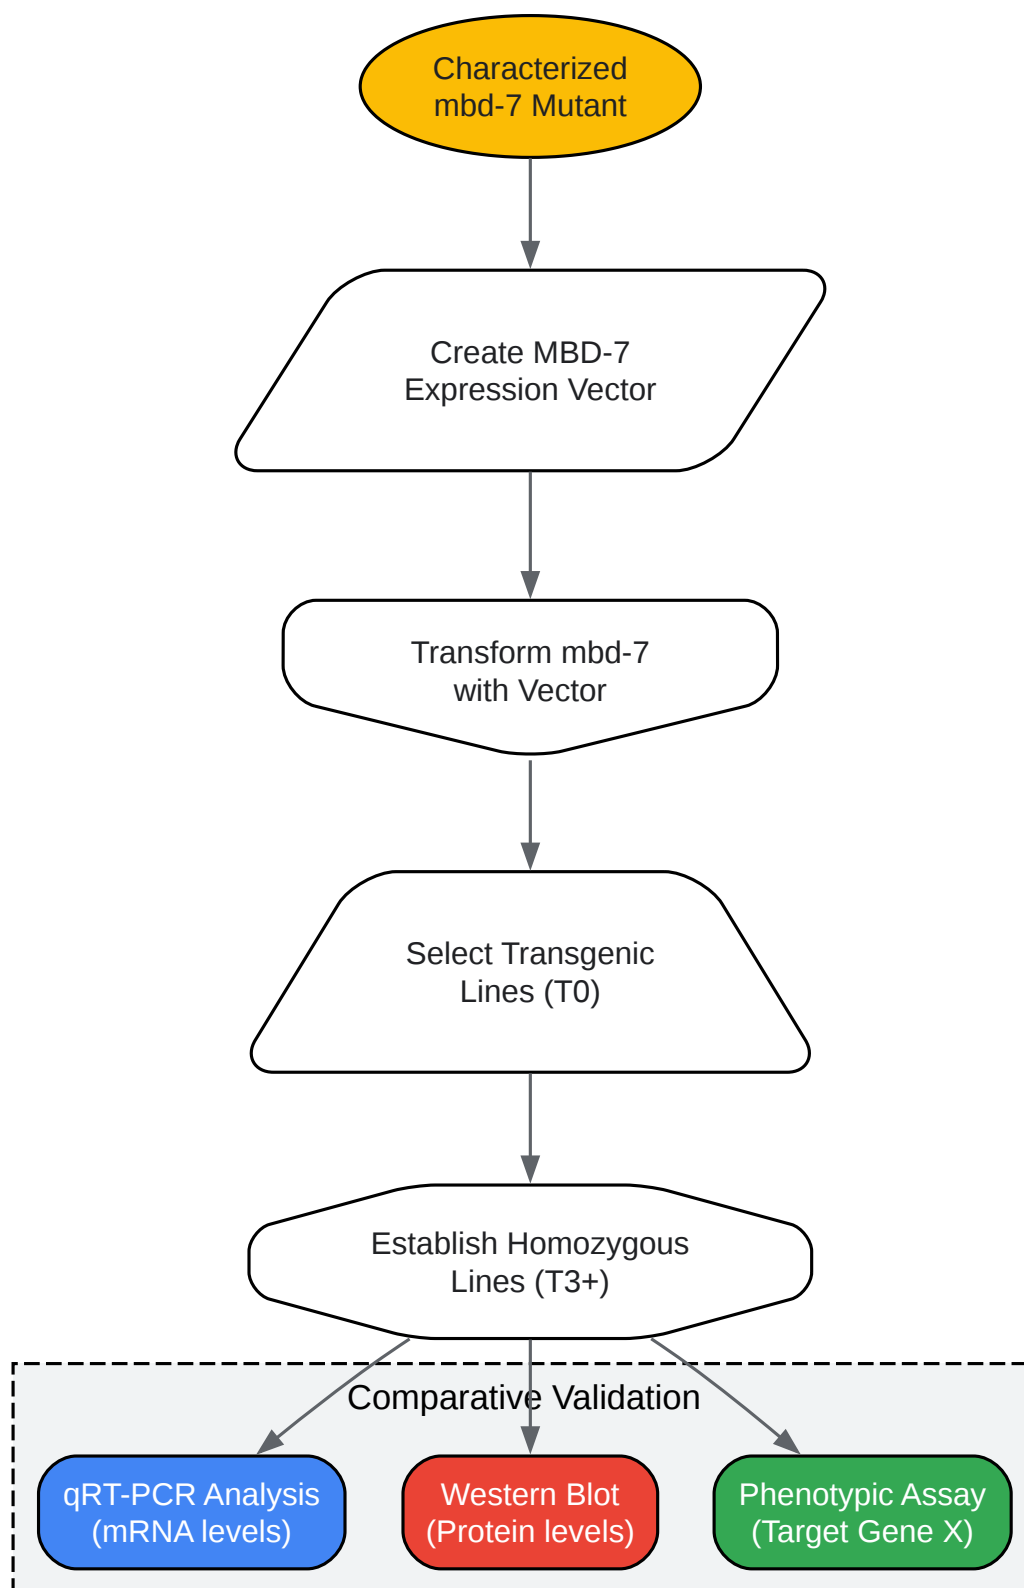 Characterized
mbd-7 Mutant
Create MBD-7
Expression Vector
Transform mbd-7
with Vector
Select Transgenic
Lines (T0)
Establish Homozygous
Lines (T3+)
Comparative Validation
qRT-PCR Analysis
(mRNA levels)
Western Blot
(Protein levels)
Phenotypic Assay
(Target Gene X)